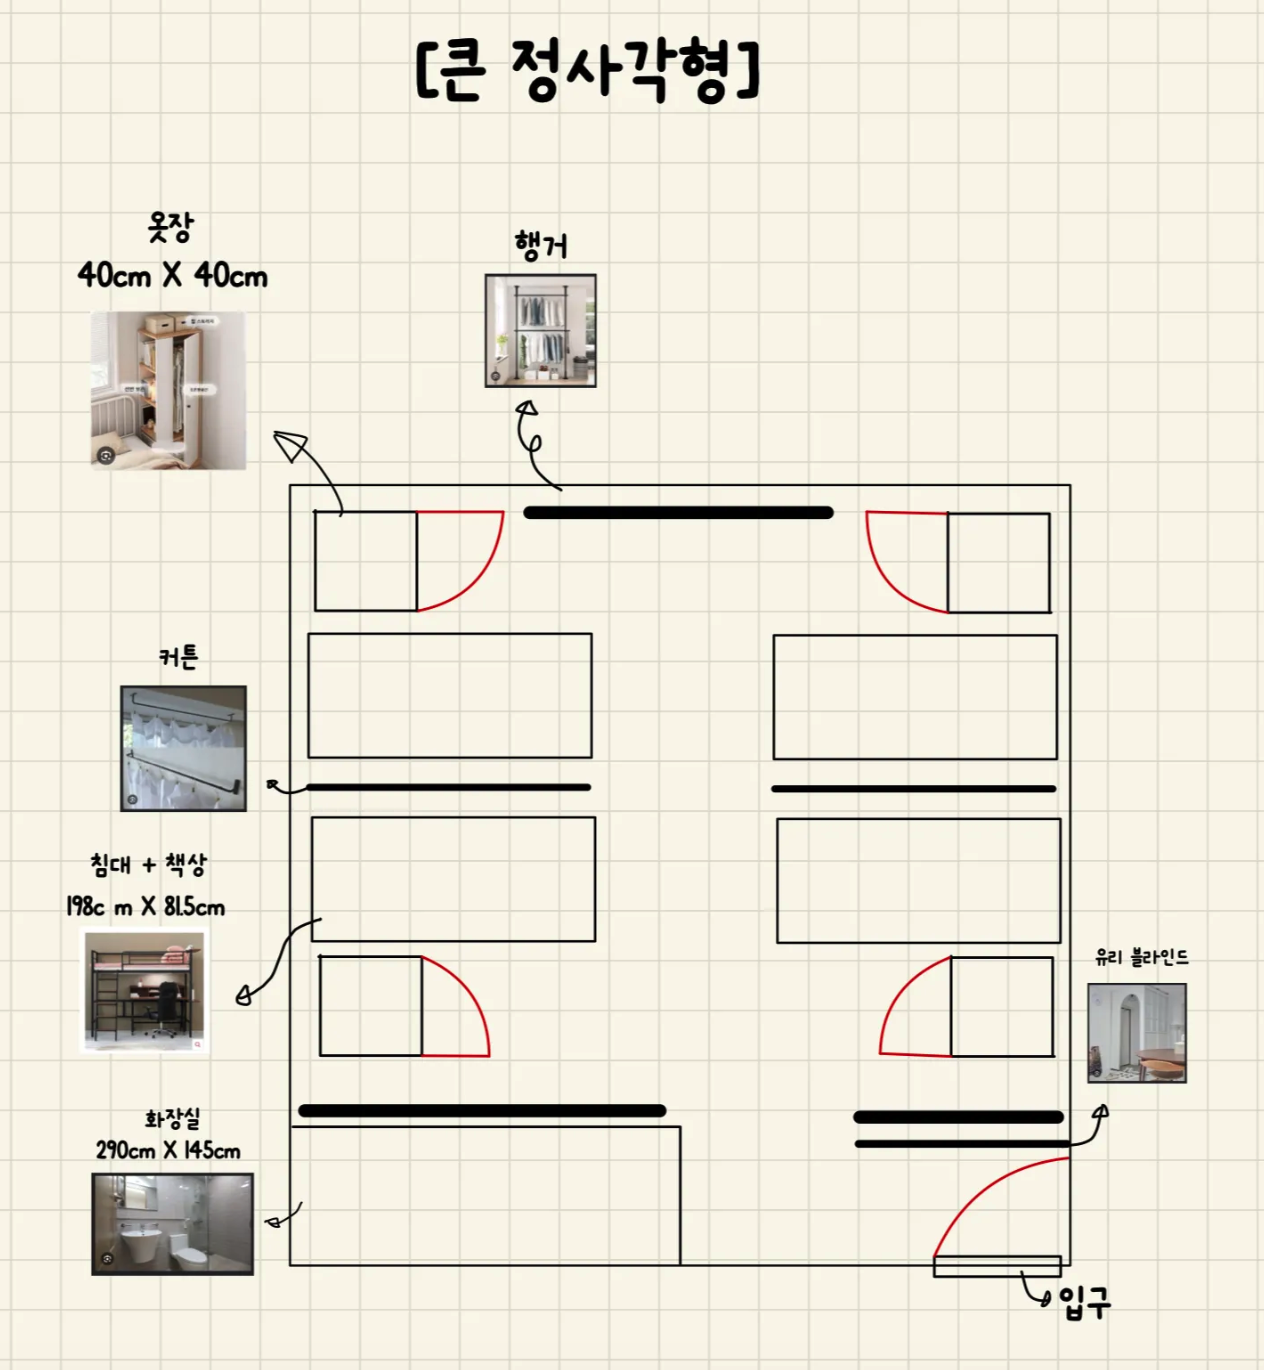 [큰 정사각형]
옷장
40cm X 40cm
행거
커튼
침대 + 책상
198c m X 81.5cm
유리 블라인드
화장실
290cm X 145cm
입구